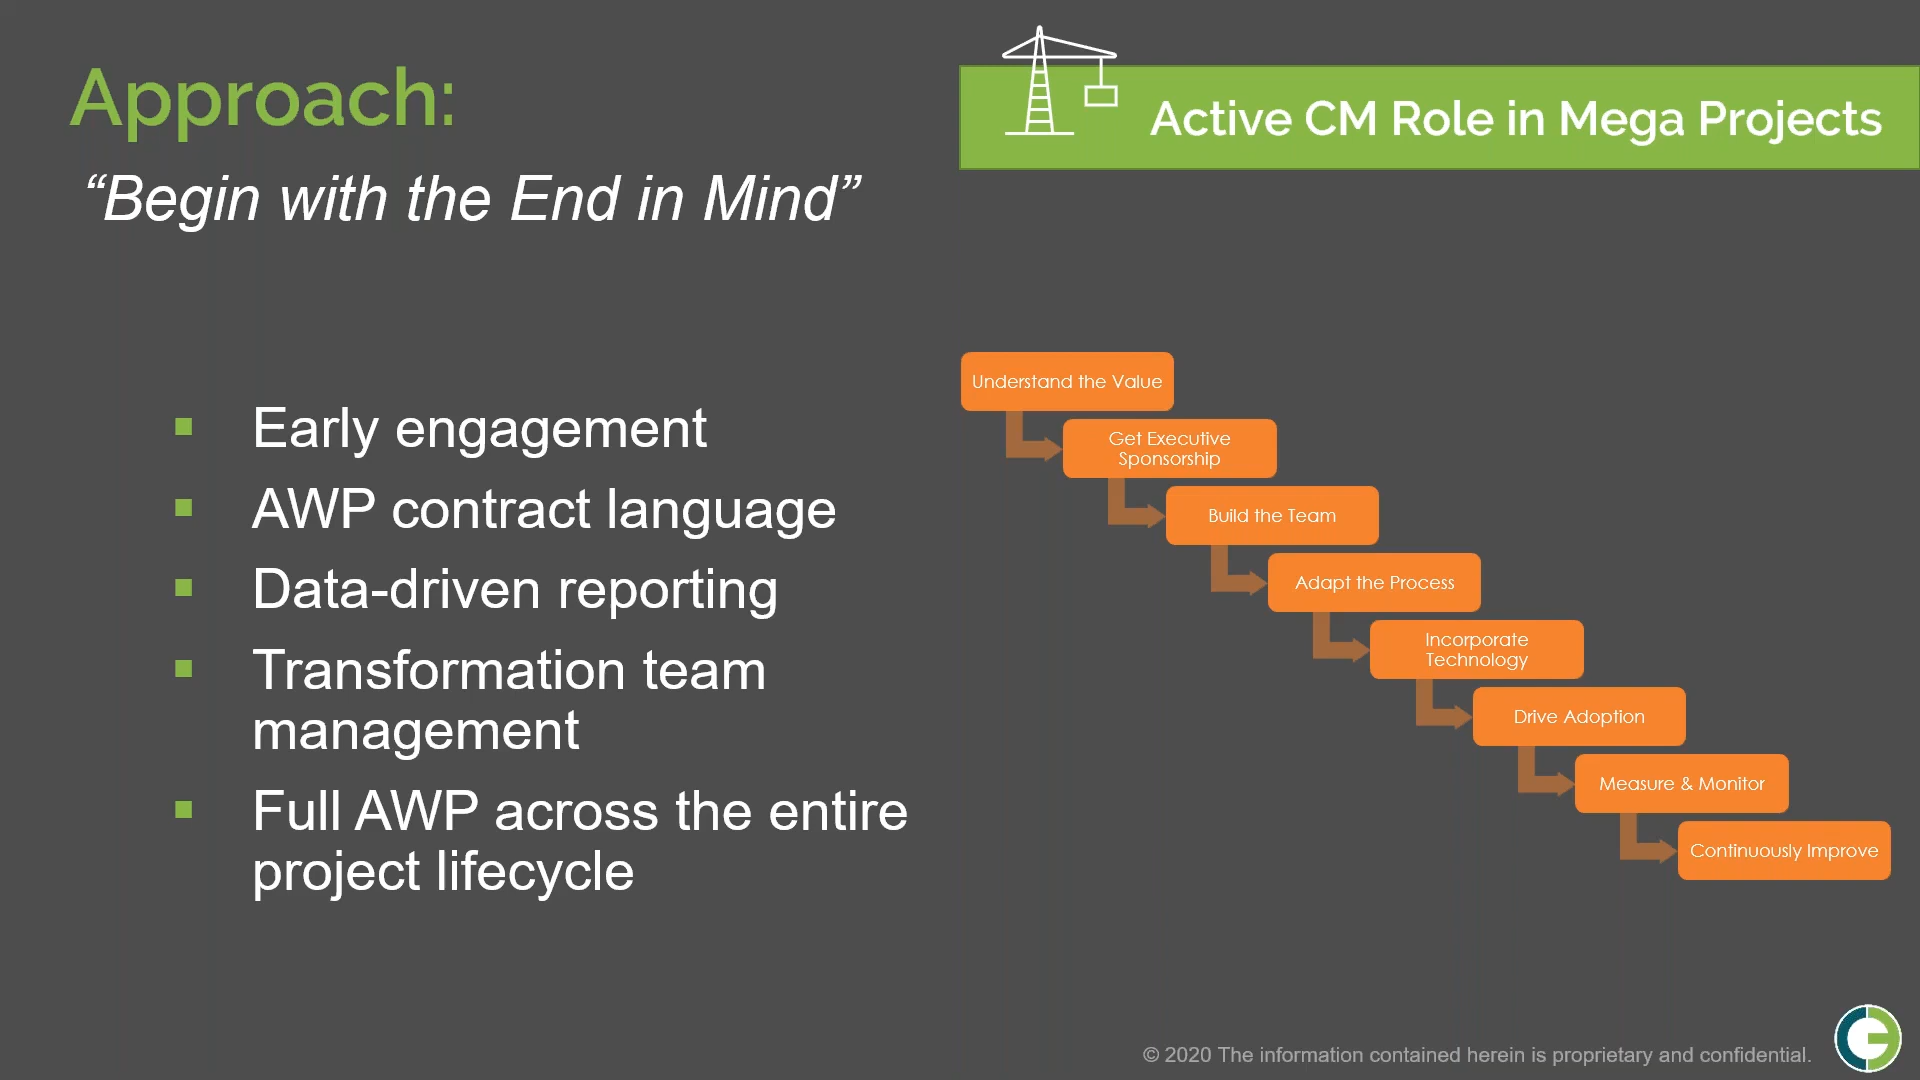 Approach:
“Begin with the End in Mind”
Active CM Role in Mega Projects
Early engagement
AWP contract language
Data-driven reporting
Transformation team
management
Full AWP across the entire
project lifecycle
Understand the Value
Get Executive
Sponsorship
Build the Team
Adapt the Process
Incorporate
Technology
Drive Adoption
Measure & Monitor
Continuously Improve
© 2020 The information contained herein is proprietary and confidential.